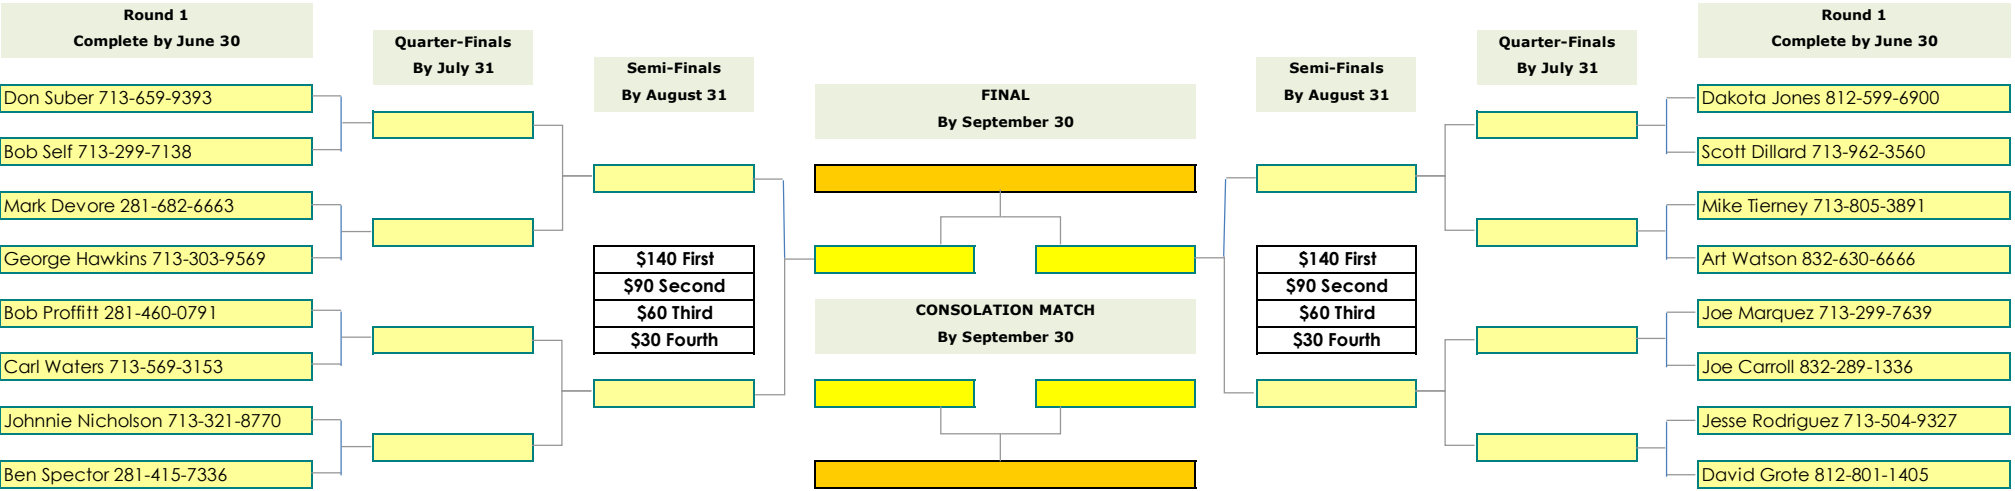 Round 1
Complete by June 30
Quarter-Finals
By July 31
Semi-Finals
By August 31
FINAL
By September 30
Semi-Finals
By August 31
Quarter-Finals
By July 31
Round 1
Complete by June 30
Don Suber 713-659-9393
Bob Self 713-299-7138
Mark Devore 281-682-6663
George Hawkins 713-303-9569
Bob Proffitt 281-460-0791
Carl Waters 713-569-3153
Johnnie Nicholson 713-321-8770
Ben Spector 281-415-7336
$140 First
$90 Second
$60 Third
$30 Fourth
CONSOLATION MATCH
By September 30
$140 First
$90 Second
$60 Third
$30 Fourth
Dakota Jones 812-599-6900
Scott Dillard 713-962-3560
Mike Tierney 713-805-3891
Art Watson 832-630-6666
Joe Marquez 713-299-7639
Joe Carroll 832-289-1336
Jesse Rodriguez 713-504-9327
David Grote 812-801-1405